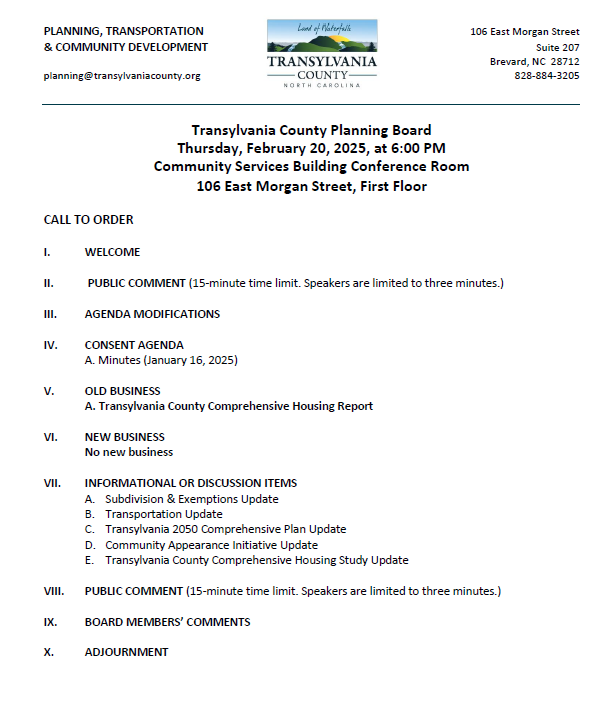 PLANNING, TRANSPORTATION
& COMMUNITY DEVELOPMENT
planning@transylvaniacounty.org
Land of Waterfalls
TRANSYLVANIA
COUNTY
NORTH CAROLINA
106 East Morgan Street
Suite 207
Brevard, NC 28712
828-884-3205
Transylvania County Planning Board
Thursday, February 20, 2025, at 6:00 PM
Community Services Building Conference Room
106 East Morgan Street, First Floor
CALL TO ORDER
I. WELCOME
II. PUBLIC COMMENT (15-minute time limit. Speakers are limited to three minutes.)
III. AGENDA MODIFICATIONS
IV. CONSENT AGENDA
A. Minutes (January 16, 2025)
V. OLD BUSINESS
A. Transylvania County Comprehensive Housing Report
VI. NEW BUSINESS
No new business
VII. INFORMATIONAL OR DISCUSSION ITEMS
A. Subdivision & Exemptions Update
B. Transportation Update
C. Transylvania 2050 Comprehensive Plan Update
D. Community Appearance Initiative Update
E. Transylvania County Comprehensive Housing Study Update
VIII. PUBLIC COMMENT (15-minute time limit. Speakers are limited to three minutes.)
IX. BOARD MEMBERS’ COMMENTS
X. ADJOURNMENT